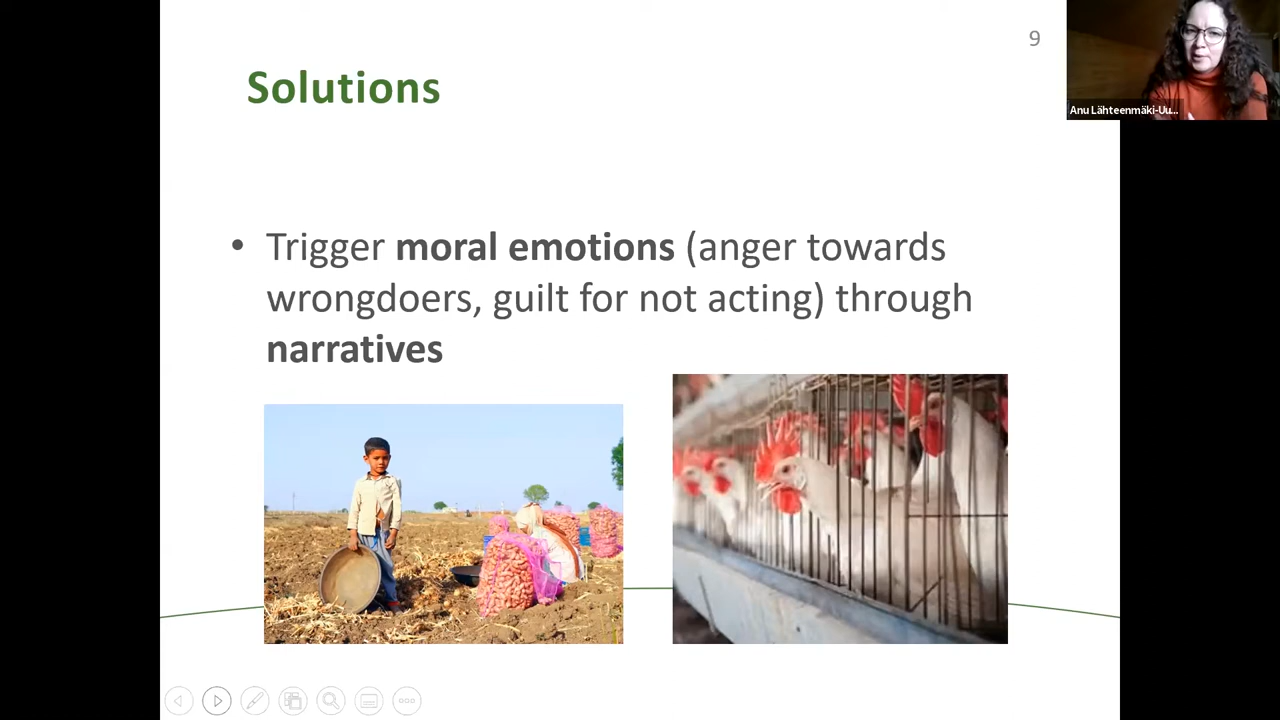 9
Solutions
Anu Lähteenmäki-Uu...
• Trigger moral emotions (anger towards
wrongdoers, guilt for not acting) through
narratives